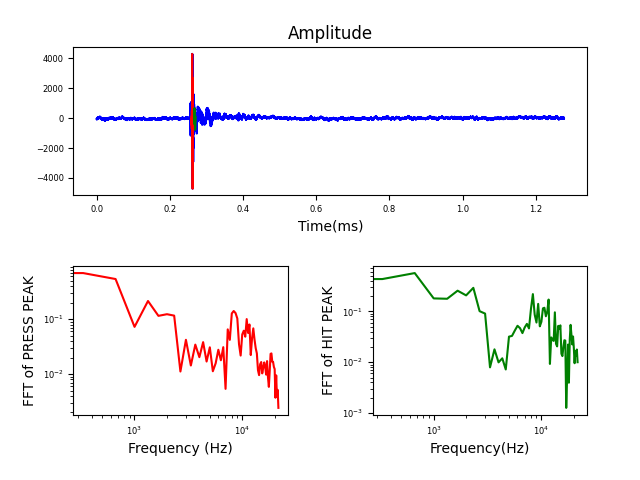 Amplitude
4000
2000
0
−2000
−4000
0.0 0.2 0.4 0.6 0.8 1.0 1.2
Time(ms)
FFT of PRESS PEAK
10⁻¹
10⁻²
10³ 10⁴
Frequency (Hz)
FFT of HIT PEAK
10⁻¹
10⁻²
10⁻³
10³ 10⁴
Frequency(Hz)